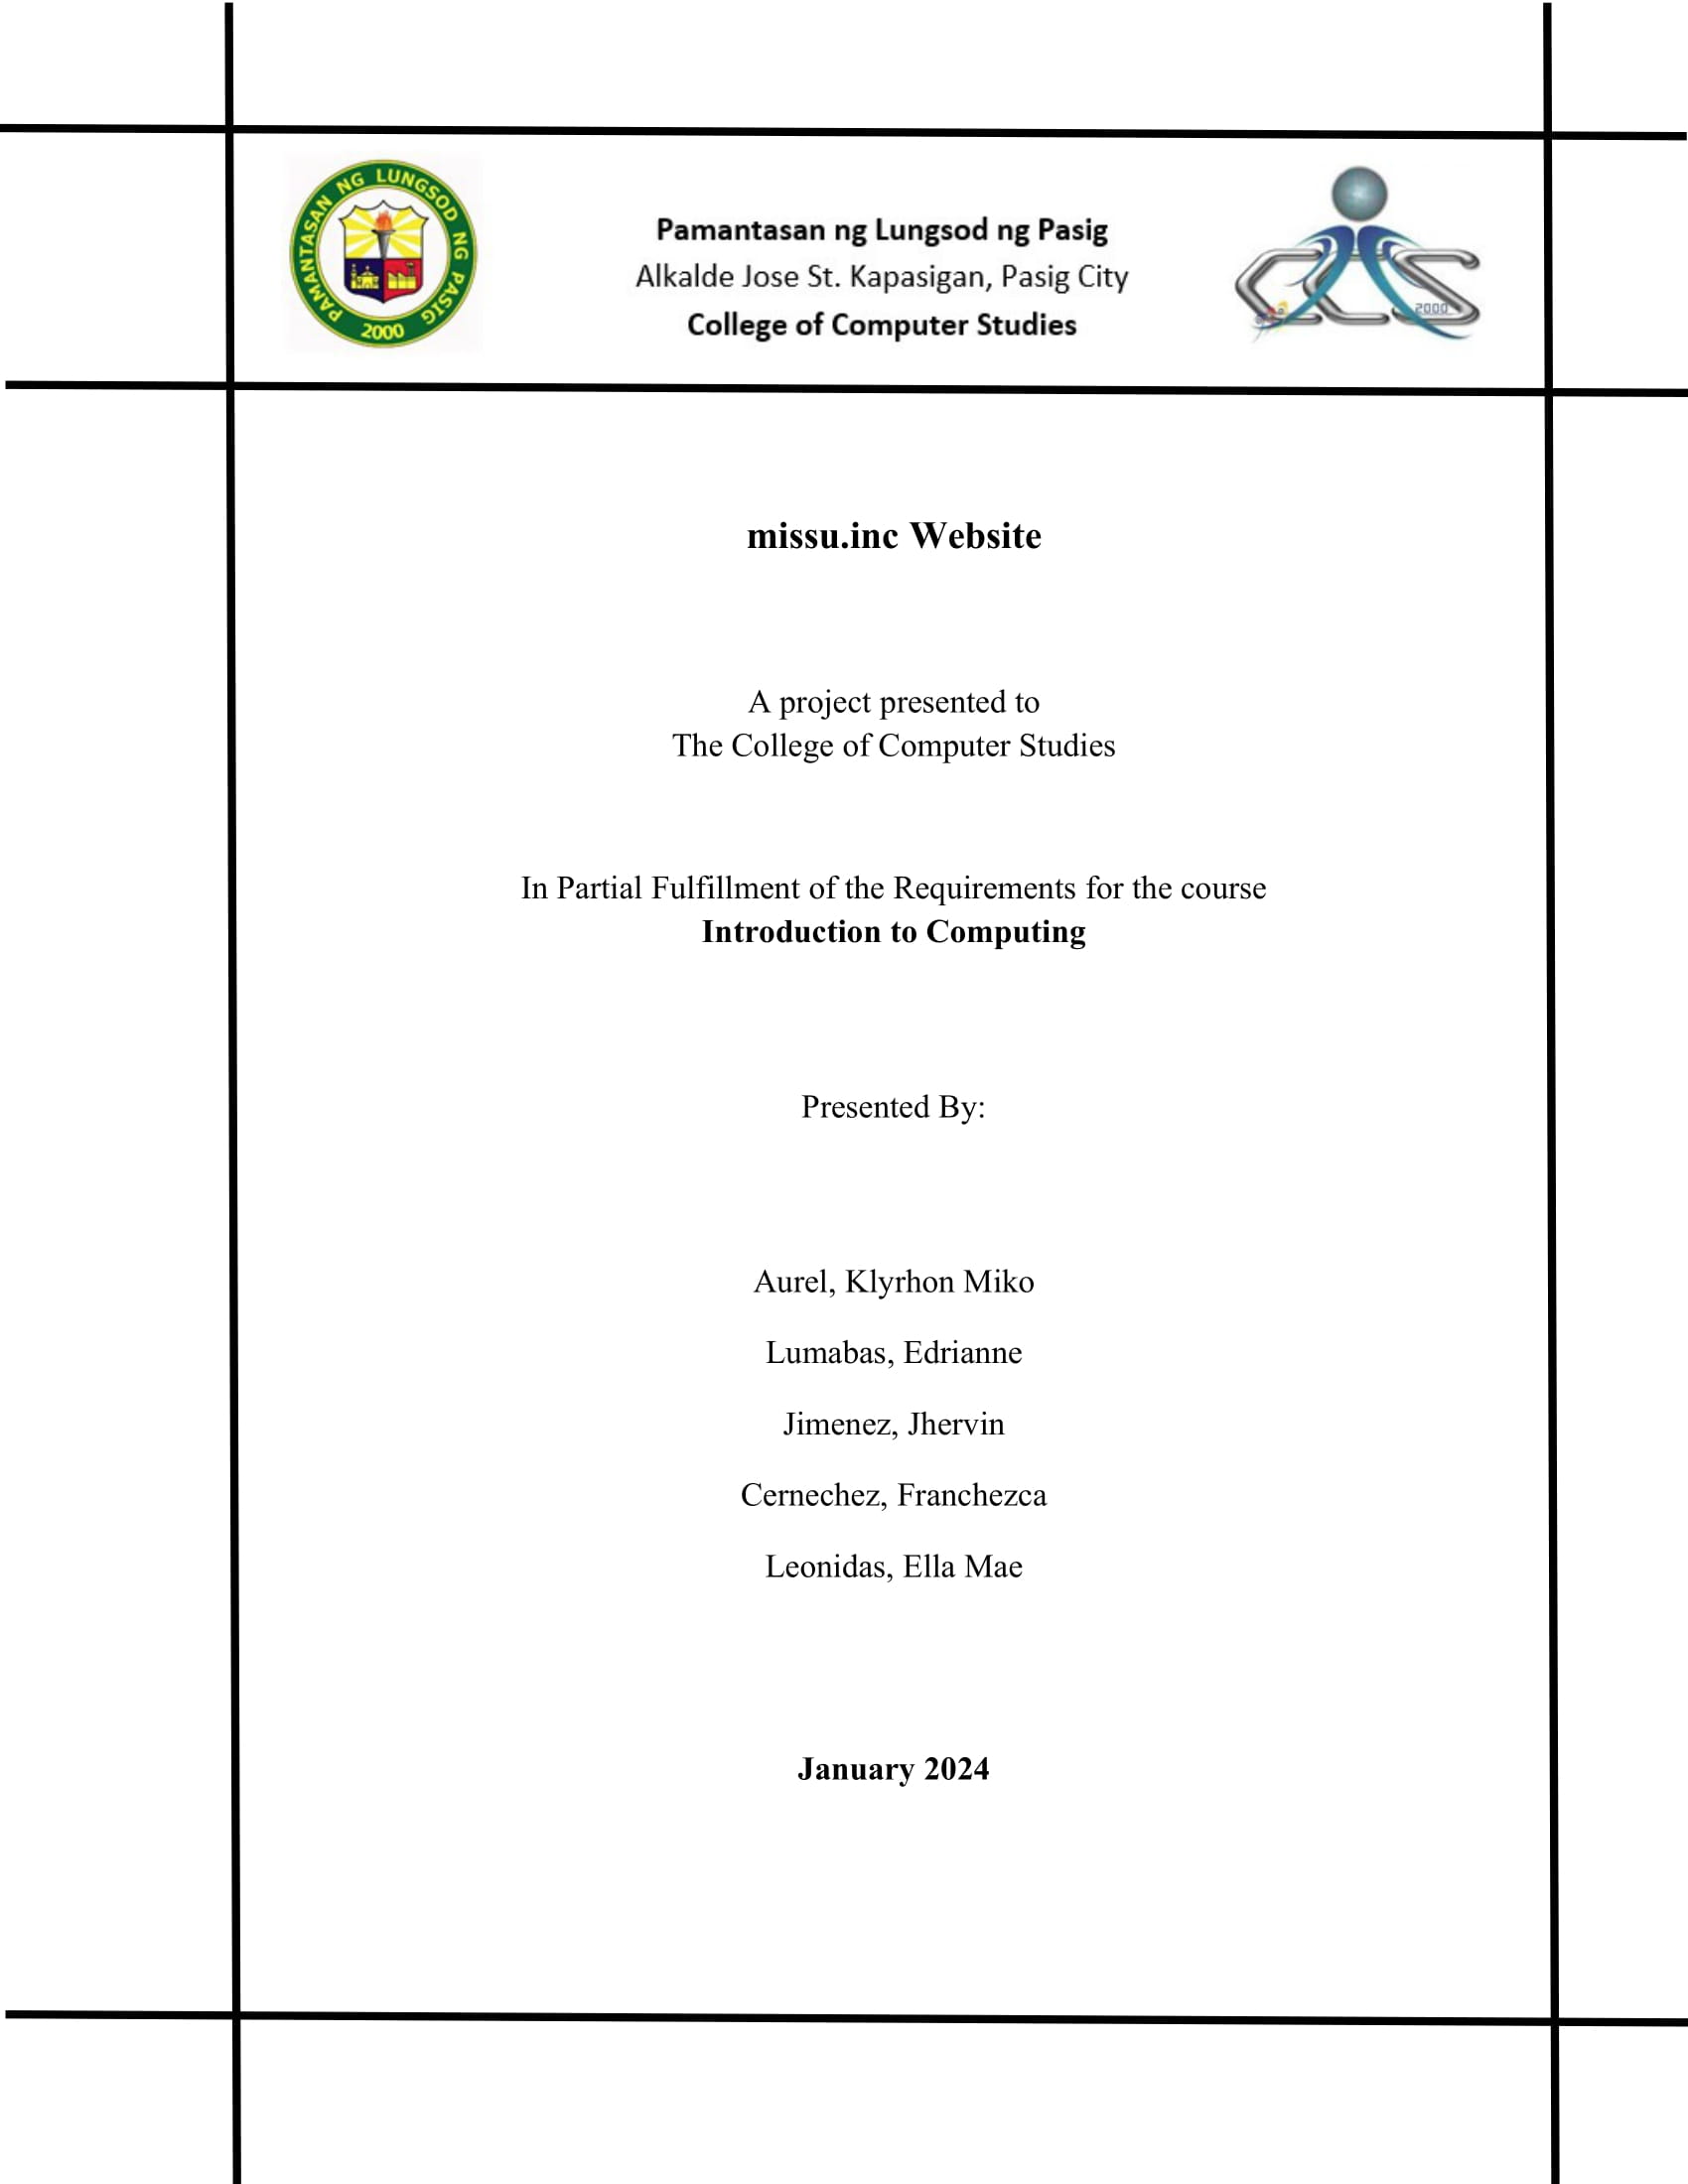 PAMANTASAN NG LUNGSOD NG PASIG
2000
Pamantasan ng Lungsod ng Pasig
Alkalde Jose St. Kapasigan, Pasig City
College of Computer Studies
CCS
2000
missu.inc Website
A project presented to
The College of Computer Studies
In Partial Fulfillment of the Requirements for the course
Introduction to Computing
Presented By:
Aurel, Klyrhon Miko
Lumabas, Edrianne
Jimenez, Jhervin
Cernechez, Franchezca
Leonidas, Ella Mae
January 2024